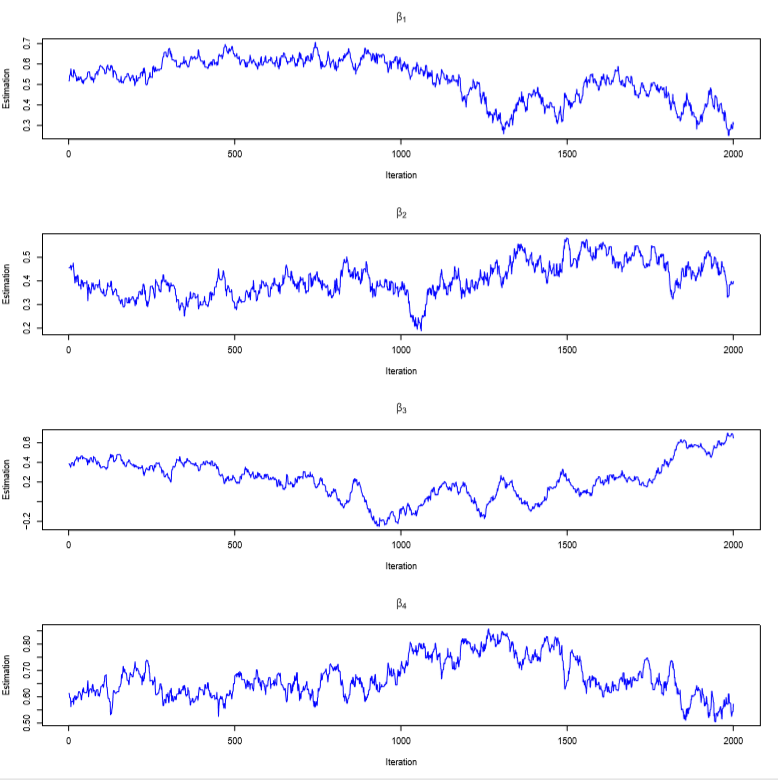 β1
Estimation
0.3 0.4 0.5 0.6 0.7
0 500 1000 1500 2000
Iteration
β2
Estimation
0.2 0.3 0.4 0.5
0 500 1000 1500 2000
Iteration
β3
Estimation
−0.2 0.2 0.4 0.6
0 500 1000 1500 2000
Iteration
β4
Estimation
0.50 0.60 0.70 0.80
0 500 1000 1500 2000
Iteration